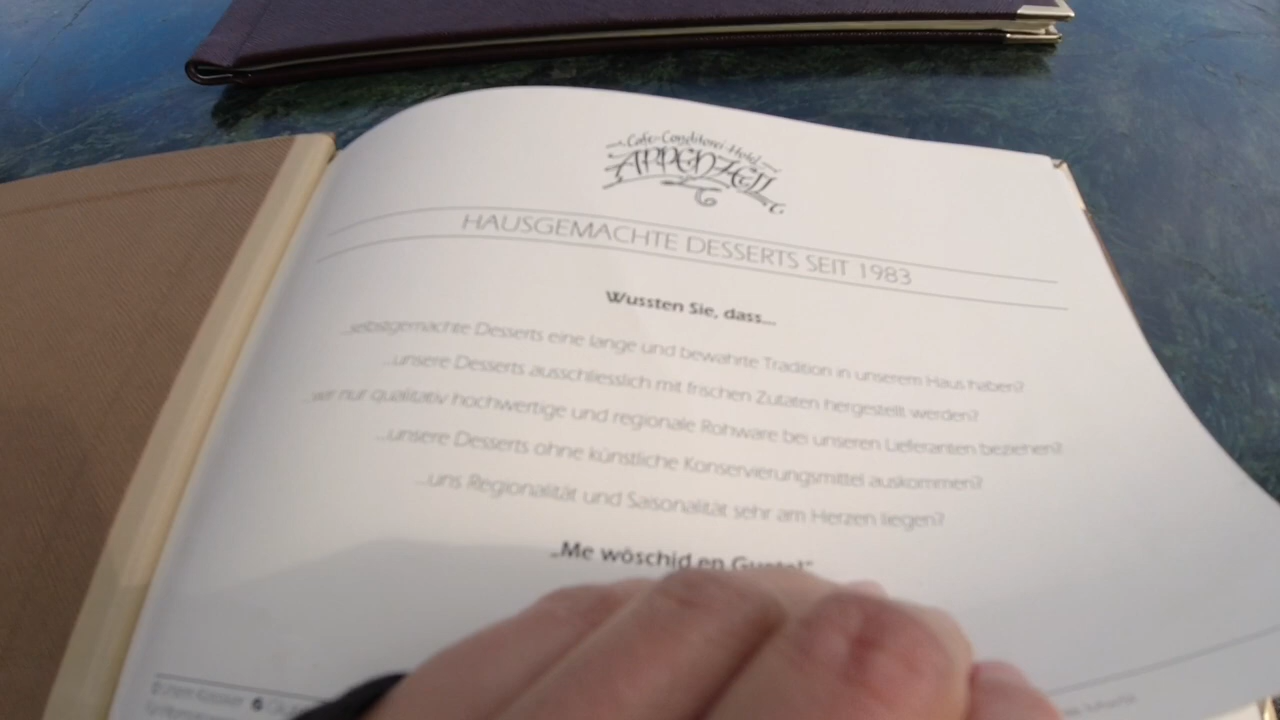 Cafe-Conditorei-Hotel
APPENZELL
HAUSGEMACHTE DESSERTS SEIT 1983
Wussten Sie, dass...
...selbstgemachte Desserts eine lange und bewährte Tradition in unserem Haus haben?
...unsere Desserts ausschliesslich mit frischen Zutaten hergestellt werden?
...wir nur qualitativ hochwertige und regionale Rohware bei unseren Lieferanten beziehen?
...unsere Desserts ohne künstliche Konservierungsmittel auskommen?
...uns Regionalität und Saisonalität sehr am Herzen liegen?
„Me wöschid en Guete!"